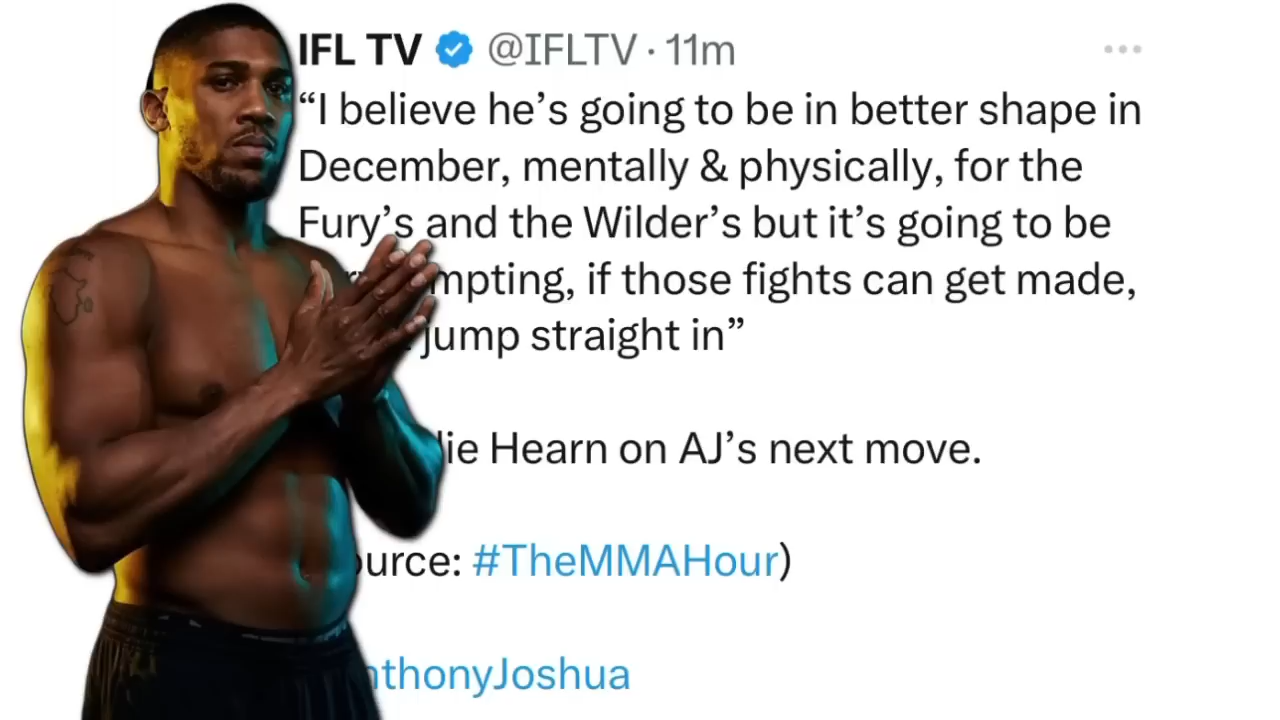 IFL TV @IFLTV · 11m
“I believe he’s going to be in better shape in
December, mentally & physically, for the
Fury’s and the Wilder’s but it’s going to be
mpting, if those fights can get made,
jump straight in”
lie Hearn on AJ’s next move.
ource: #TheMMAHour)
nthonyJoshua